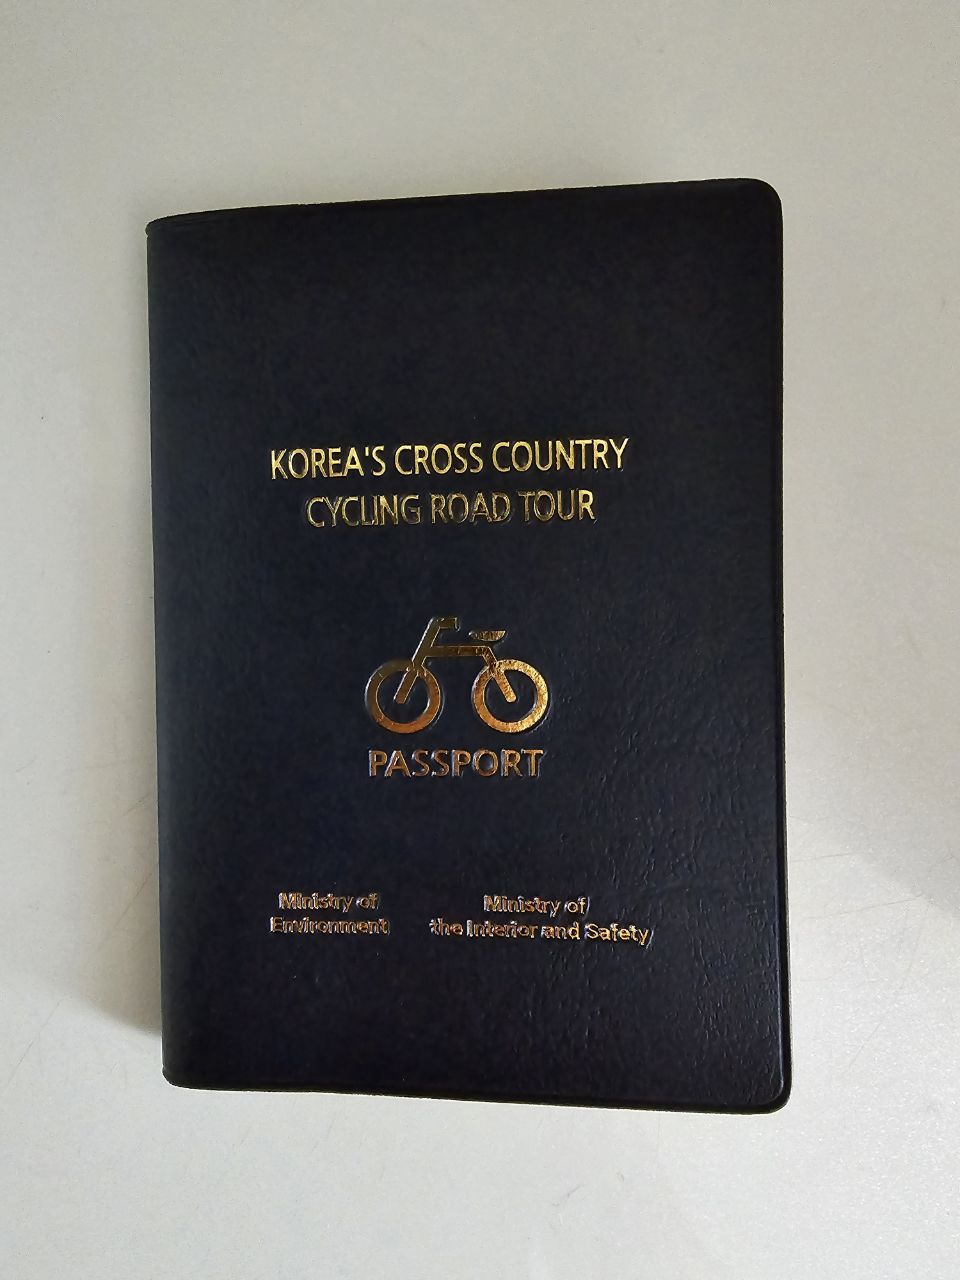 KOREA'S CROSS COUNTRY
CYCLING ROAD TOUR
PASSPORT
Ministry of
Environment
Ministry of
the Interior and Safety